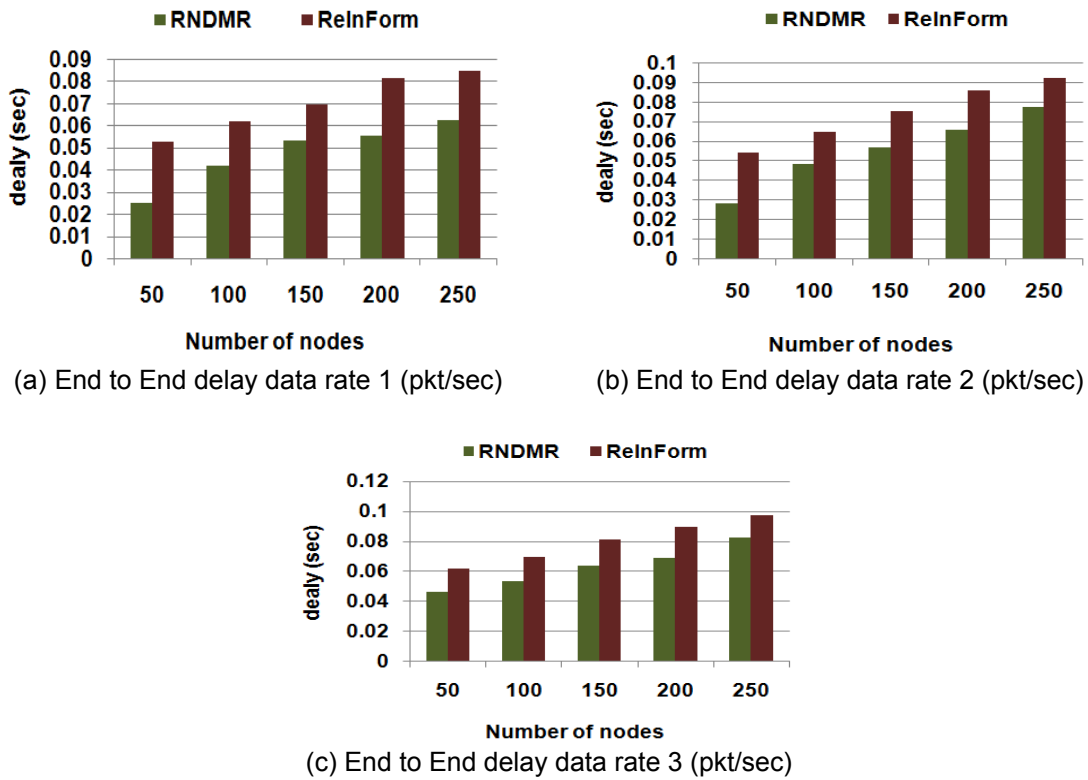 RNDMR ReInForm
0.09
0.08
0.07
0.06
0.05
0.04
0.03
0.02
0.01
0
dealy (sec)
50 100 150 200 250
Number of nodes
(a) End to End delay data rate 1 (pkt/sec)
RNDMR ReInForm
0.1
0.09
0.08
0.07
0.06
0.05
0.04
0.03
0.02
0.01
0
dealy (sec)
50 100 150 200 250
Number of nodes
(b) End to End delay data rate 2 (pkt/sec)
RNDMR ReInForm
0.12
0.1
0.08
0.06
0.04
0.02
0
dealy (sec)
50 100 150 200 250
Number of nodes
(c) End to End delay data rate 3 (pkt/sec)